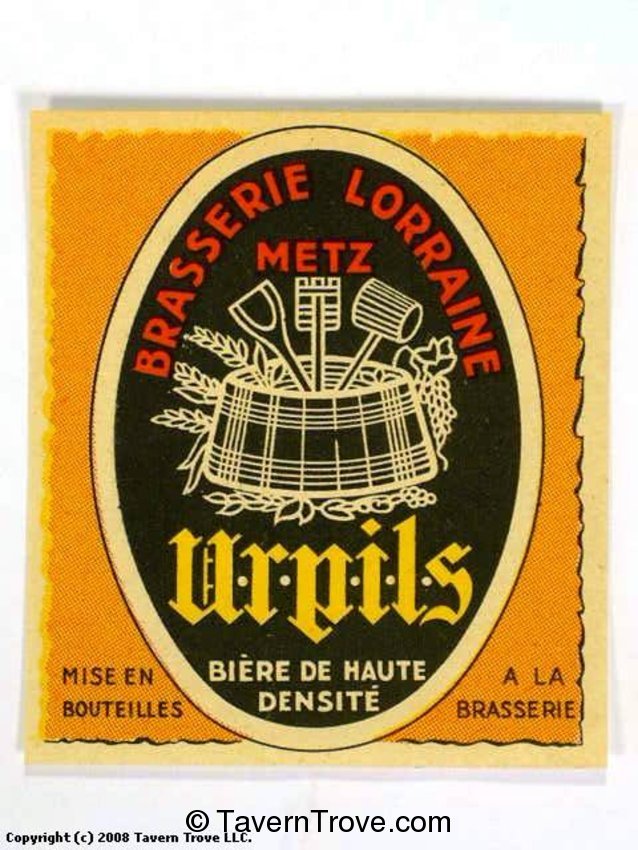 BRASSERIE LORRAINE
METZ
U·r·p·i·l·s
BIÈRE DE HAUTE
DENSITÉ
MISE EN
BOUTEILLES
A LA
BRASSERIE
© TavernTrove.com
Copyright (c) 2008 Tavern Trove LLC.